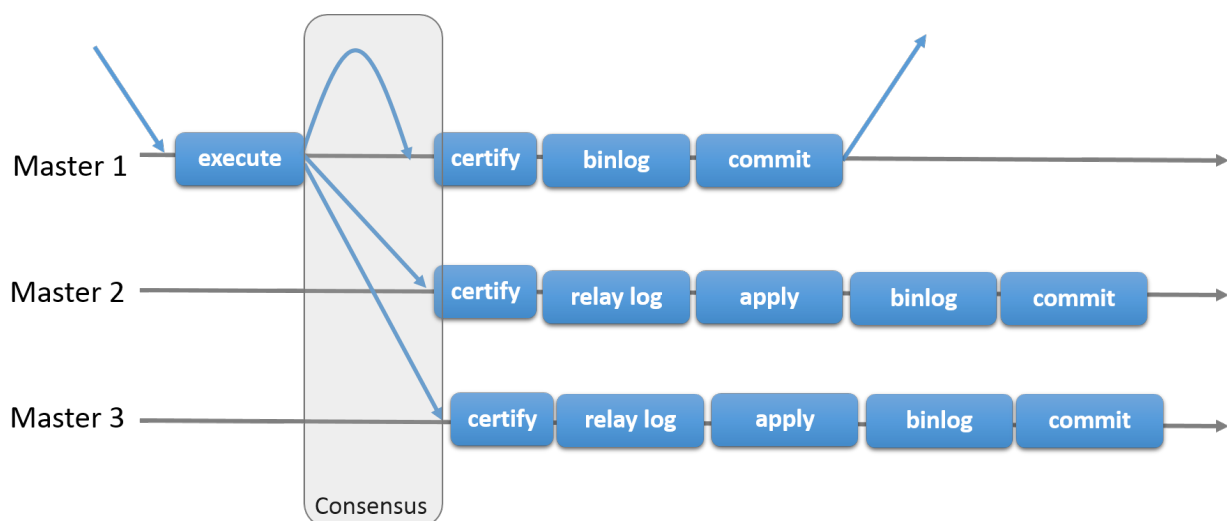 Master 1 execute certify binlog commit
Master 2 certify relay log apply binlog commit
Master 3 certify relay log apply binlog commit
Consensus